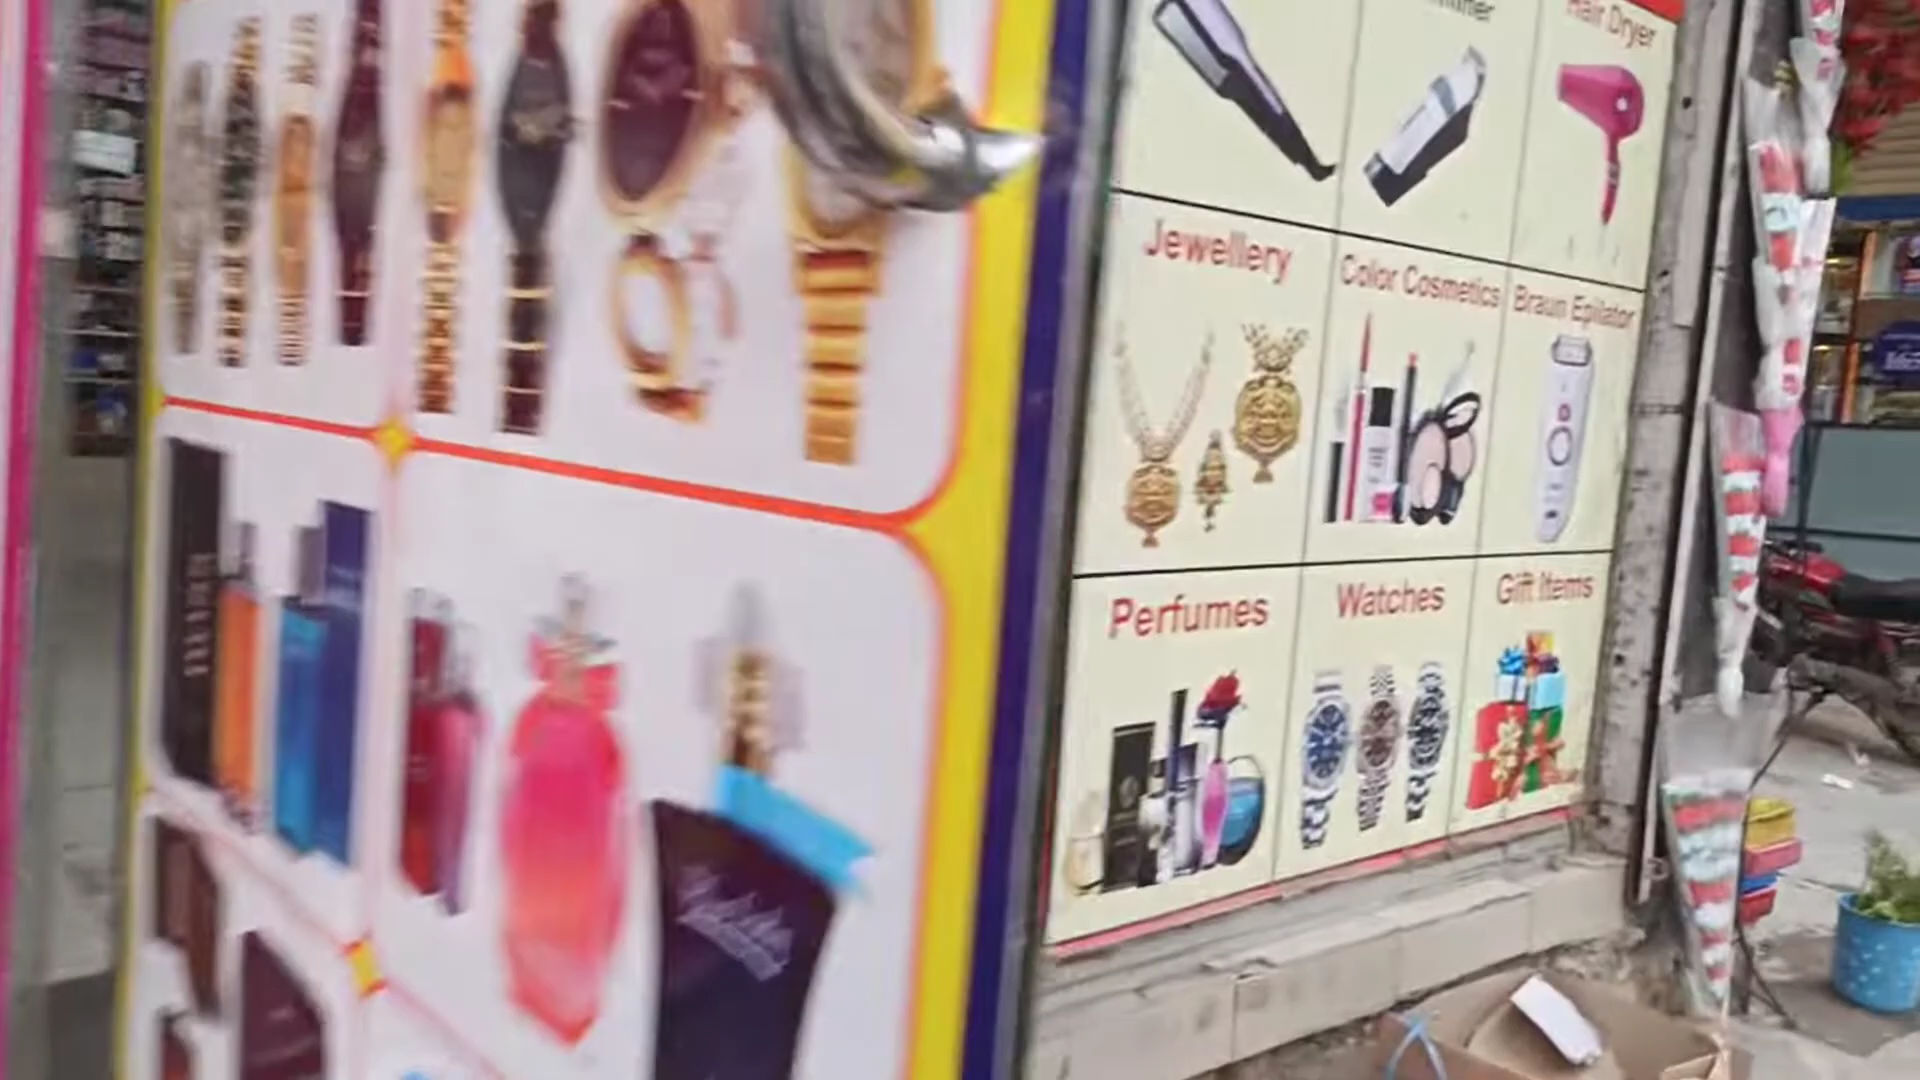 Hair Dryer
Jewellery
Color Cosmetics
Braun Epilator
Perfumes
Watches
Gift Items